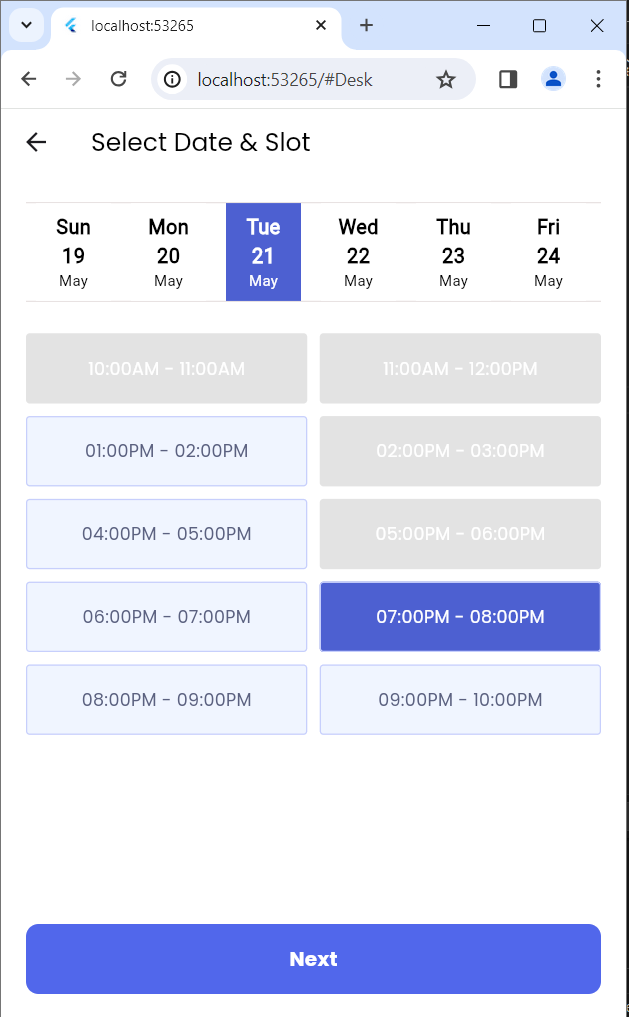 localhost:53265
localhost:53265/#Desk
Select Date & Slot
Sun Mon Tue Wed Thu Fri
19 20 21 22 23 24
May May May May May May
10:00AM - 11:00AM 11:00AM - 12:00PM
01:00PM - 02:00PM 02:00PM - 03:00PM
04:00PM - 05:00PM 05:00PM - 06:00PM
06:00PM - 07:00PM 07:00PM - 08:00PM
08:00PM - 09:00PM 09:00PM - 10:00PM
Next